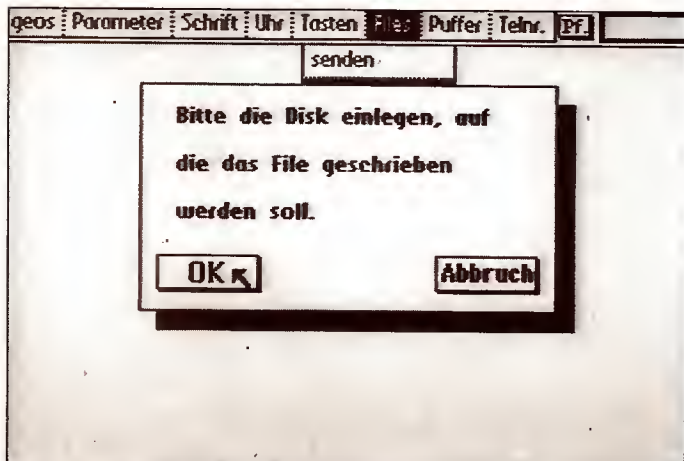 geos Parameter Schrift Uhr Tasten Files Puffer Telnr. Pf.
senden
Bitte die Disk einlegen, auf
die das File geschrieben
werden soll.
OK Abbruch